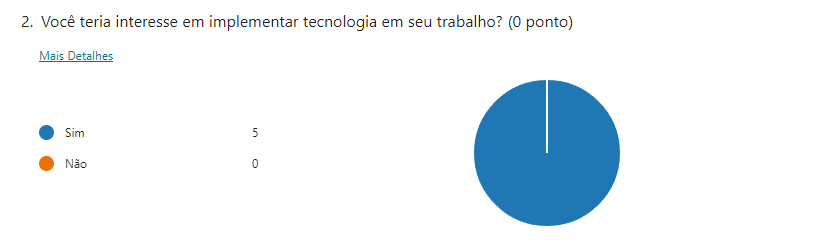 2. Você teria interesse em implementar tecnologia em seu trabalho? (0 ponto)
Mais Detalhes
Sim 5
Não 0